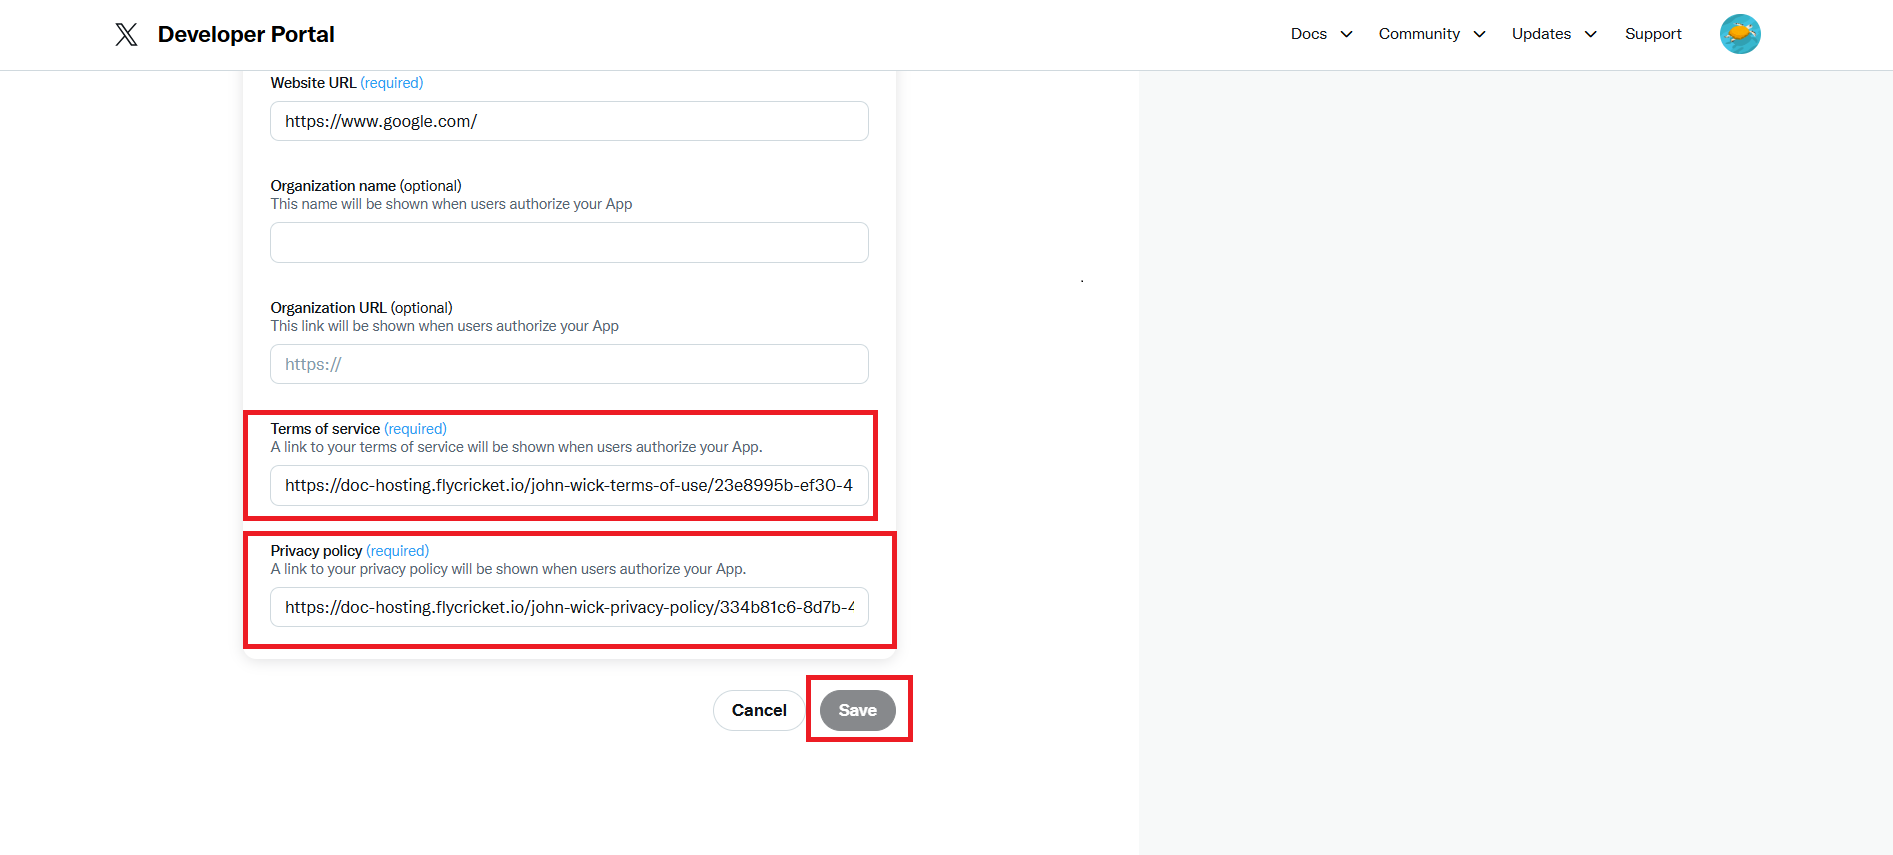 Developer Portal
Docs
Community
Updates
Support
Website URL (required)
https://www.google.com/
Organization name (optional)
This name will be shown when users authorize your App
Organization URL (optional)
This link will be shown when users authorize your App
https://
Terms of service (required)
A link to your terms of service will be shown when users authorize your App.
https://doc-hosting.flycricket.io/john-wick-terms-of-use/23e8995b-ef30-4
Privacy policy (required)
A link to your privacy policy will be shown when users authorize your App.
https://doc-hosting.flycricket.io/john-wick-privacy-policy/334b81c6-8d7b-4
Cancel
Save